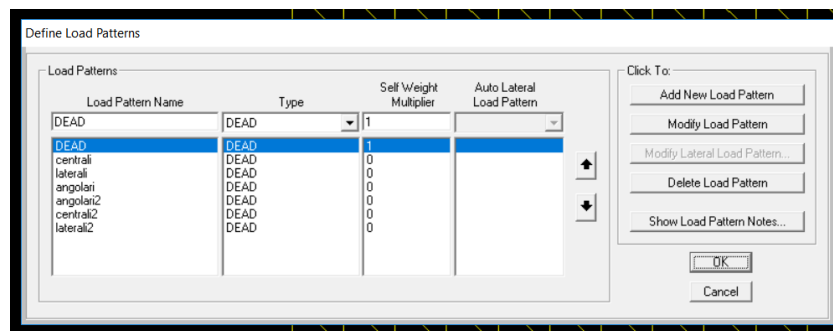 Define Load Patterns
Load Patterns
Click To:
Load Pattern Name Type Self Weight Multiplier Auto Lateral Load Pattern
DEAD DEAD 1
DEAD DEAD 1
centrali DEAD 0
laterali DEAD 0
angolari DEAD 0
angolari2 DEAD 0
centrali2 DEAD 0
laterali2 DEAD 0
Add New Load Pattern
Modify Load Pattern
Modify Lateral Load Pattern...
Delete Load Pattern
Show Load Pattern Notes...
OK
Cancel